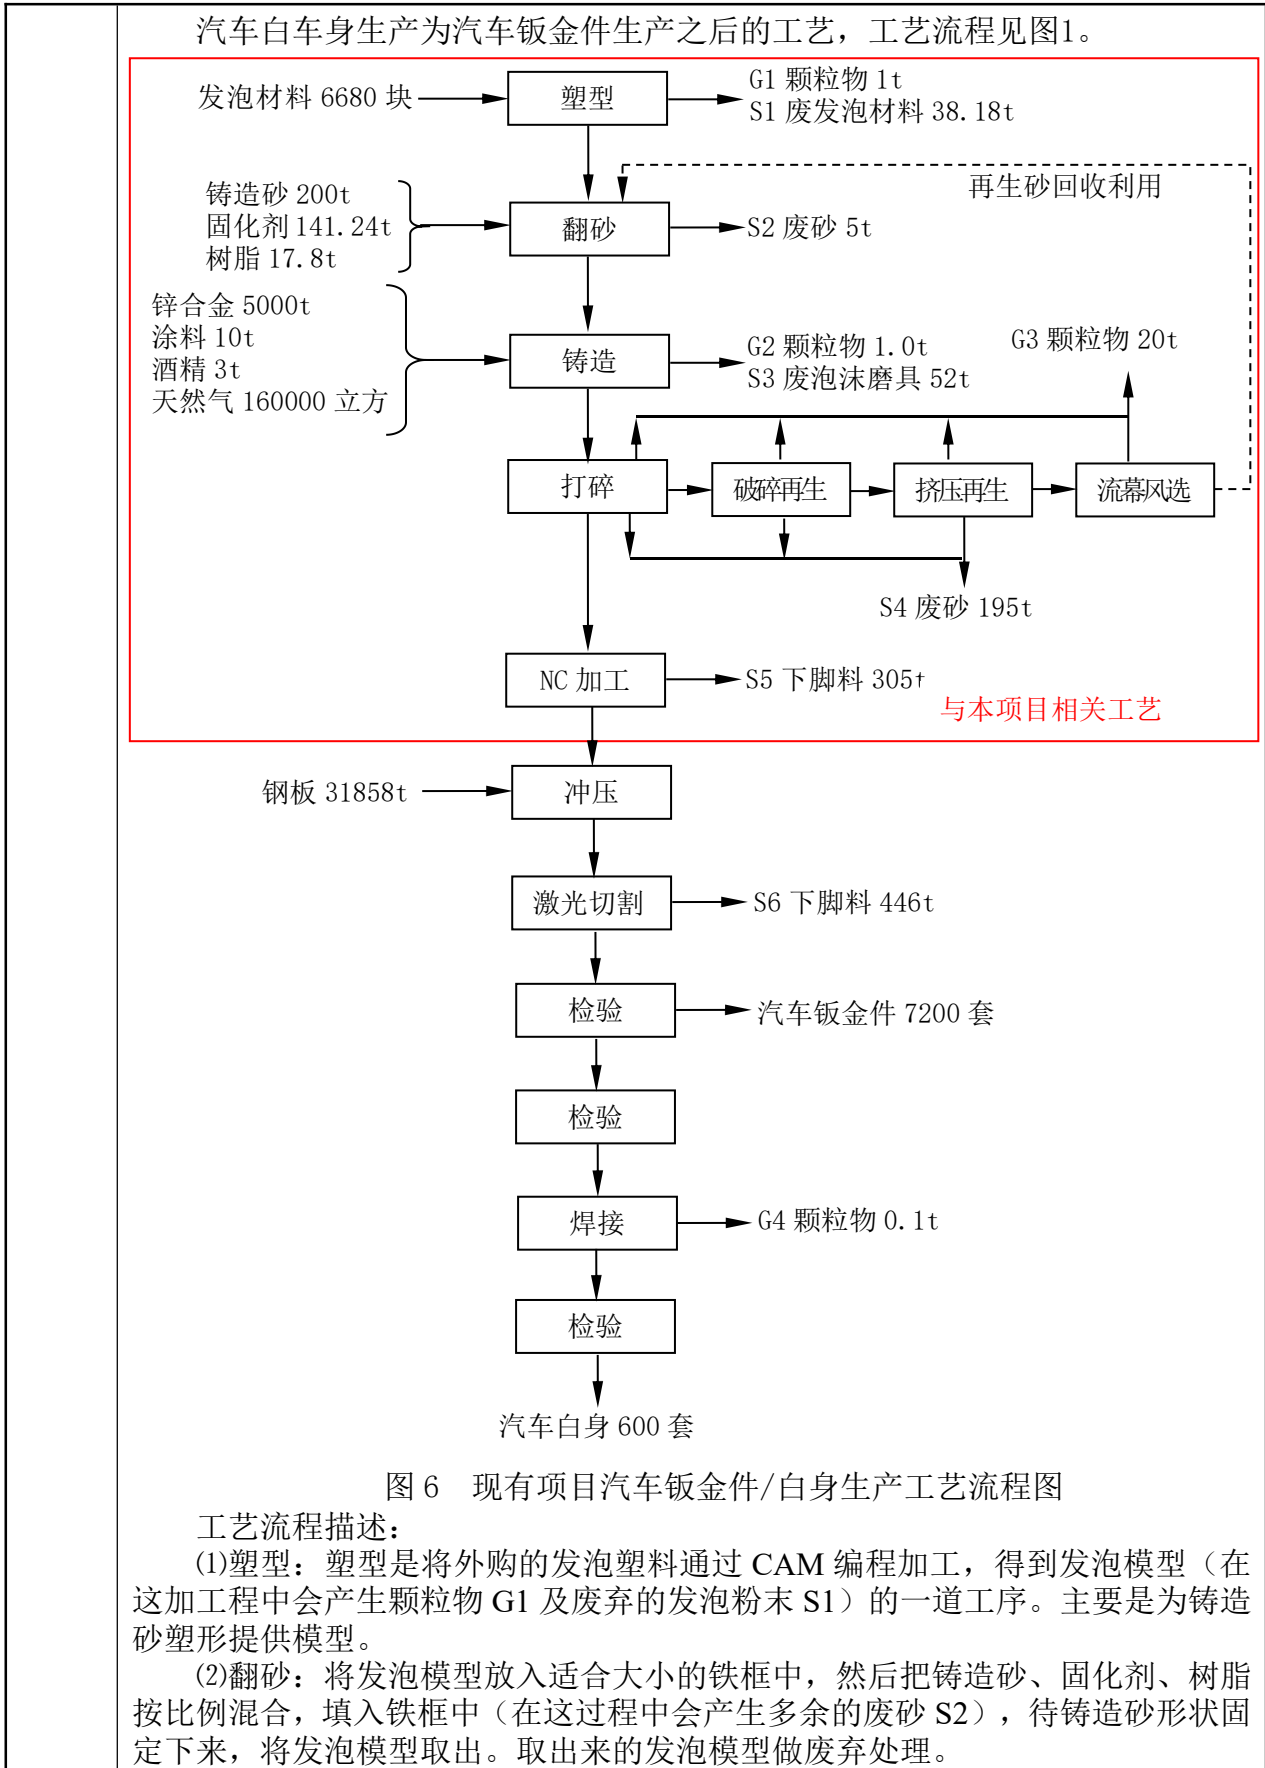 汽车白车身生产为汽车钣金件生产之后的工艺，工艺流程见图1。
发泡材料 6680 块
塑型
G1 颗粒物 1t
S1 废发泡材料 38.18t
再生砂回收利用
铸造砂 200t
固化剂 141.24t
树脂 17.8t
翻砂
S2 废砂 5t
锌合金 5000t
涂料 10t
酒精 3t
天然气 160000 立方
铸造
G2 颗粒物 1.0t
S3 废泡沫磨具 52t
G3 颗粒物 20t
打碎
破碎再生
挤压再生
流幕风选
S4 废砂 195t
NC 加工
S5 下脚料 305t
与本项目相关工艺
钢板 31858t
冲压
激光切割
S6 下脚料 446t
检验
汽车钣金件 7200 套
检验
焊接
G4 颗粒物 0.1t
检验
汽车白身 600 套
图 6 现有项目汽车钣金件/白身生产工艺流程图
工艺流程描述：
⑴塑型：塑型是将外购的发泡塑料通过 CAM 编程加工，得到发泡模型（在
这加工程中会产生颗粒物 G1 及废弃的发泡粉末 S1）的一道工序。主要是为铸造
砂塑形提供模型。
⑵翻砂：将发泡模型放入适合大小的铁框中，然后把铸造砂、固化剂、树脂
按比例混合，填入铁框中（在这过程中会产生多余的废砂 S2），待铸造砂形状固
定下来，将发泡模型取出。取出来的发泡模型做废弃处理。